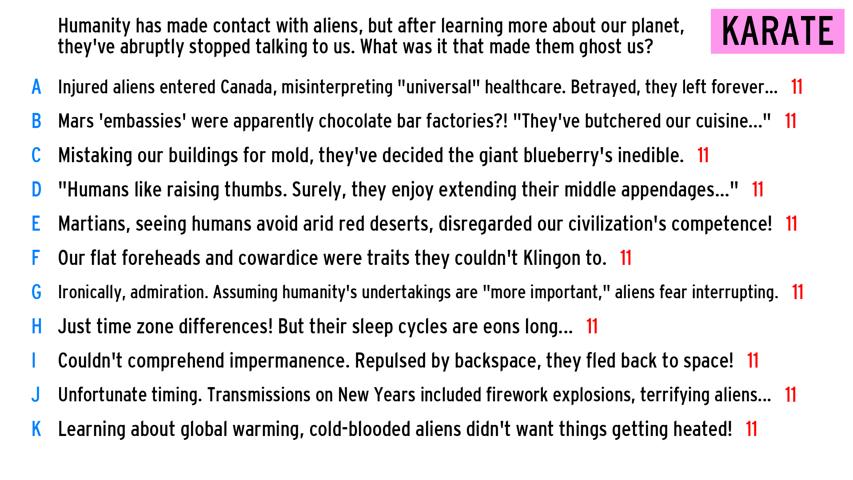 Humanity has made contact with aliens, but after learning more about our planet,
they've abruptly stopped talking to us. What was it that made them ghost us?
KARATE
A Injured aliens entered Canada, misinterpreting "universal" healthcare. Betrayed, they left forever... 11
B Mars 'embassies' were apparently chocolate bar factories?! "They've butchered our cuisine..." 11
C Mistaking our buildings for mold, they've decided the giant blueberry's inedible. 11
D "Humans like raising thumbs. Surely, they enjoy extending their middle appendages..." 11
E Martians, seeing humans avoid arid red deserts, disregarded our civilization's competence! 11
F Our flat foreheads and cowardice were traits they couldn't Klingon to. 11
G Ironically, admiration. Assuming humanity's undertakings are "more important," aliens fear interrupting. 11
H Just time zone differences! But their sleep cycles are eons long... 11
I Couldn't comprehend impermanence. Repulsed by backspace, they fled back to space! 11
J Unfortunate timing. Transmissions on New Years included firework explosions, terrifying aliens... 11
K Learning about global warming, cold-blooded aliens didn't want things getting heated! 11